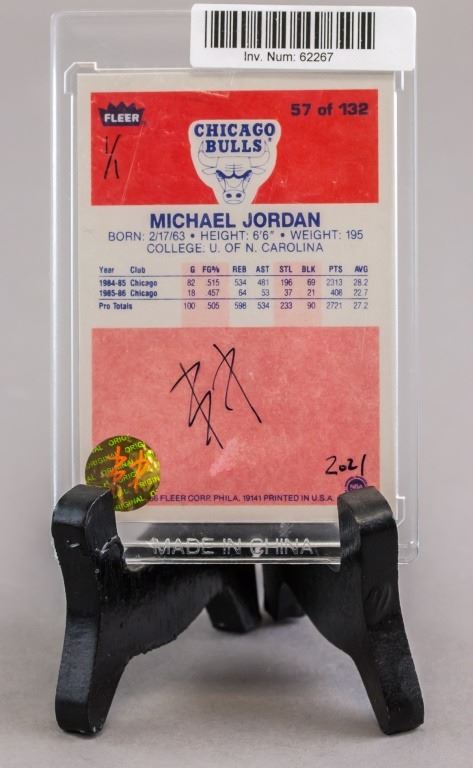 Inv. Num: 62267
FLEER
57 of 132
1/1
CHICAGO
BULLS
MICHAEL JORDAN
BORN: 2/17/63 • HEIGHT: 6'6" • WEIGHT: 195
COLLEGE: U. OF N. CAROLINA
Year Club G FG% REB AST STL BLK PTS AVG
1984-85 Chicago 82 .515 534 481 196 69 2313 28.2
1985-86 Chicago 18 .457 64 53 37 21 408 22.7
Pro Totals 100 .505 598 534 233 90 2721 27.2
2021
ORIGINAL
FLEER CORP. PHILA. 19141 PRINTED IN U.S.A.
MADE IN CHINA